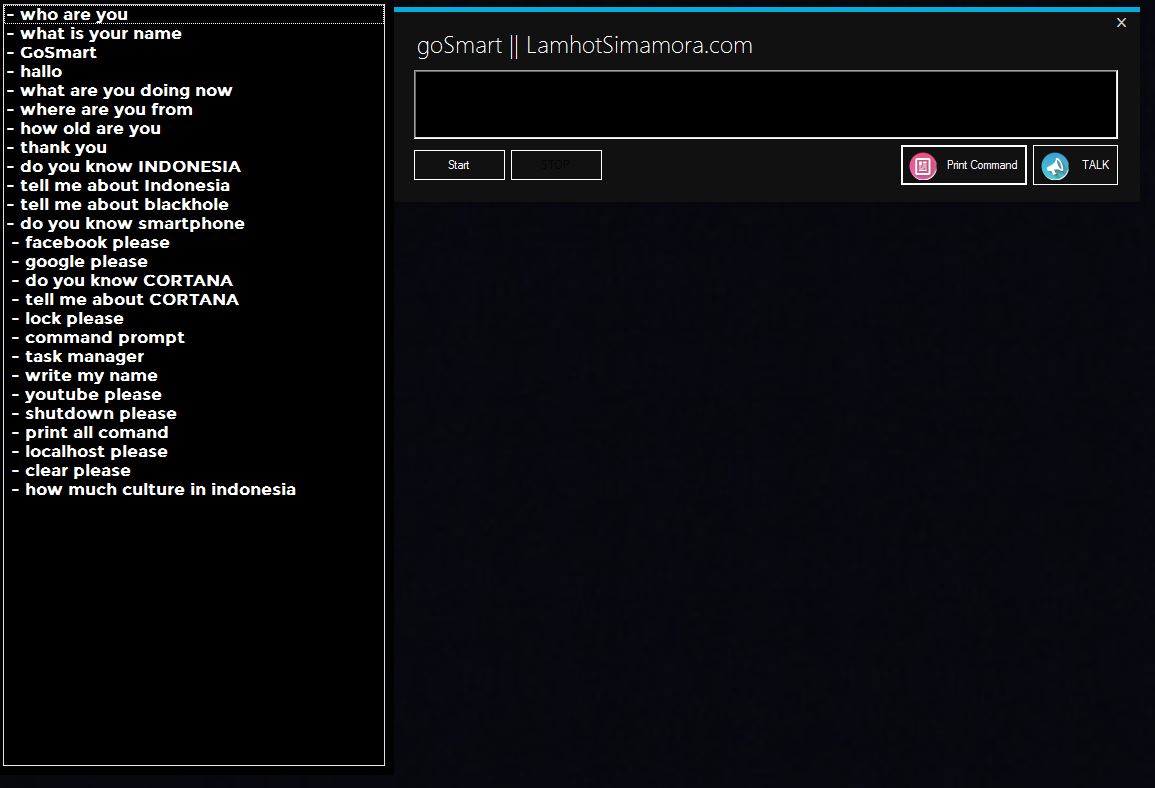 - who are you
- what is your name
- GoSmart
- hallo
- what are you doing now
- where are you from
- how old are you
- thank you
- do you know INDONESIA
- tell me about Indonesia
- tell me about blackhole
- do you know smartphone
- facebook please
- google please
- do you know CORTANA
- tell me about CORTANA
- lock please
- command prompt
- task manager
- write my name
- youtube please
- shutdown please
- print all comand
- localhost please
- clear please
- how much culture in indonesia
goSmart || LamhotSimamora.com
Start
STOP
Print Command
TALK